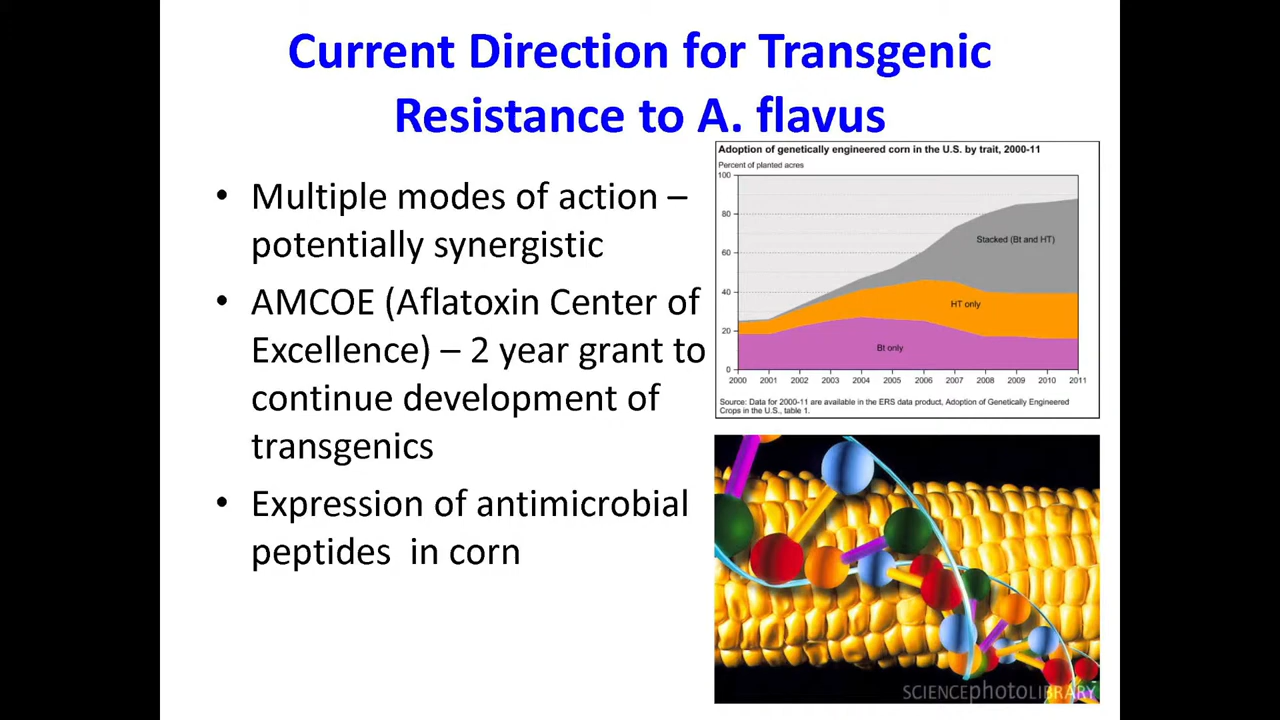 Current Direction for Transgenic
Resistance to A. flavus
• Multiple modes of action –
potentially synergistic
• AMCOE (Aflatoxin Center of
Excellence) – 2 year grant to
continue development of
transgenics
• Expression of antimicrobial
peptides  in corn
Adoption of genetically engineered corn in the U.S. by trait, 2000-11
Percent of planted acres
100
80
60
40
20
0
Stacked (Bt and HT)
HT only
Bt only
2000 2001 2002 2003 2004 2005 2006 2007 2008 2009 2010 2011
Source: Data for 2000-11 are available in the ERS data product, Adoption of Genetically Engineered
Crops in the U.S., table 1.
SCIENCEphotoLIBRARY